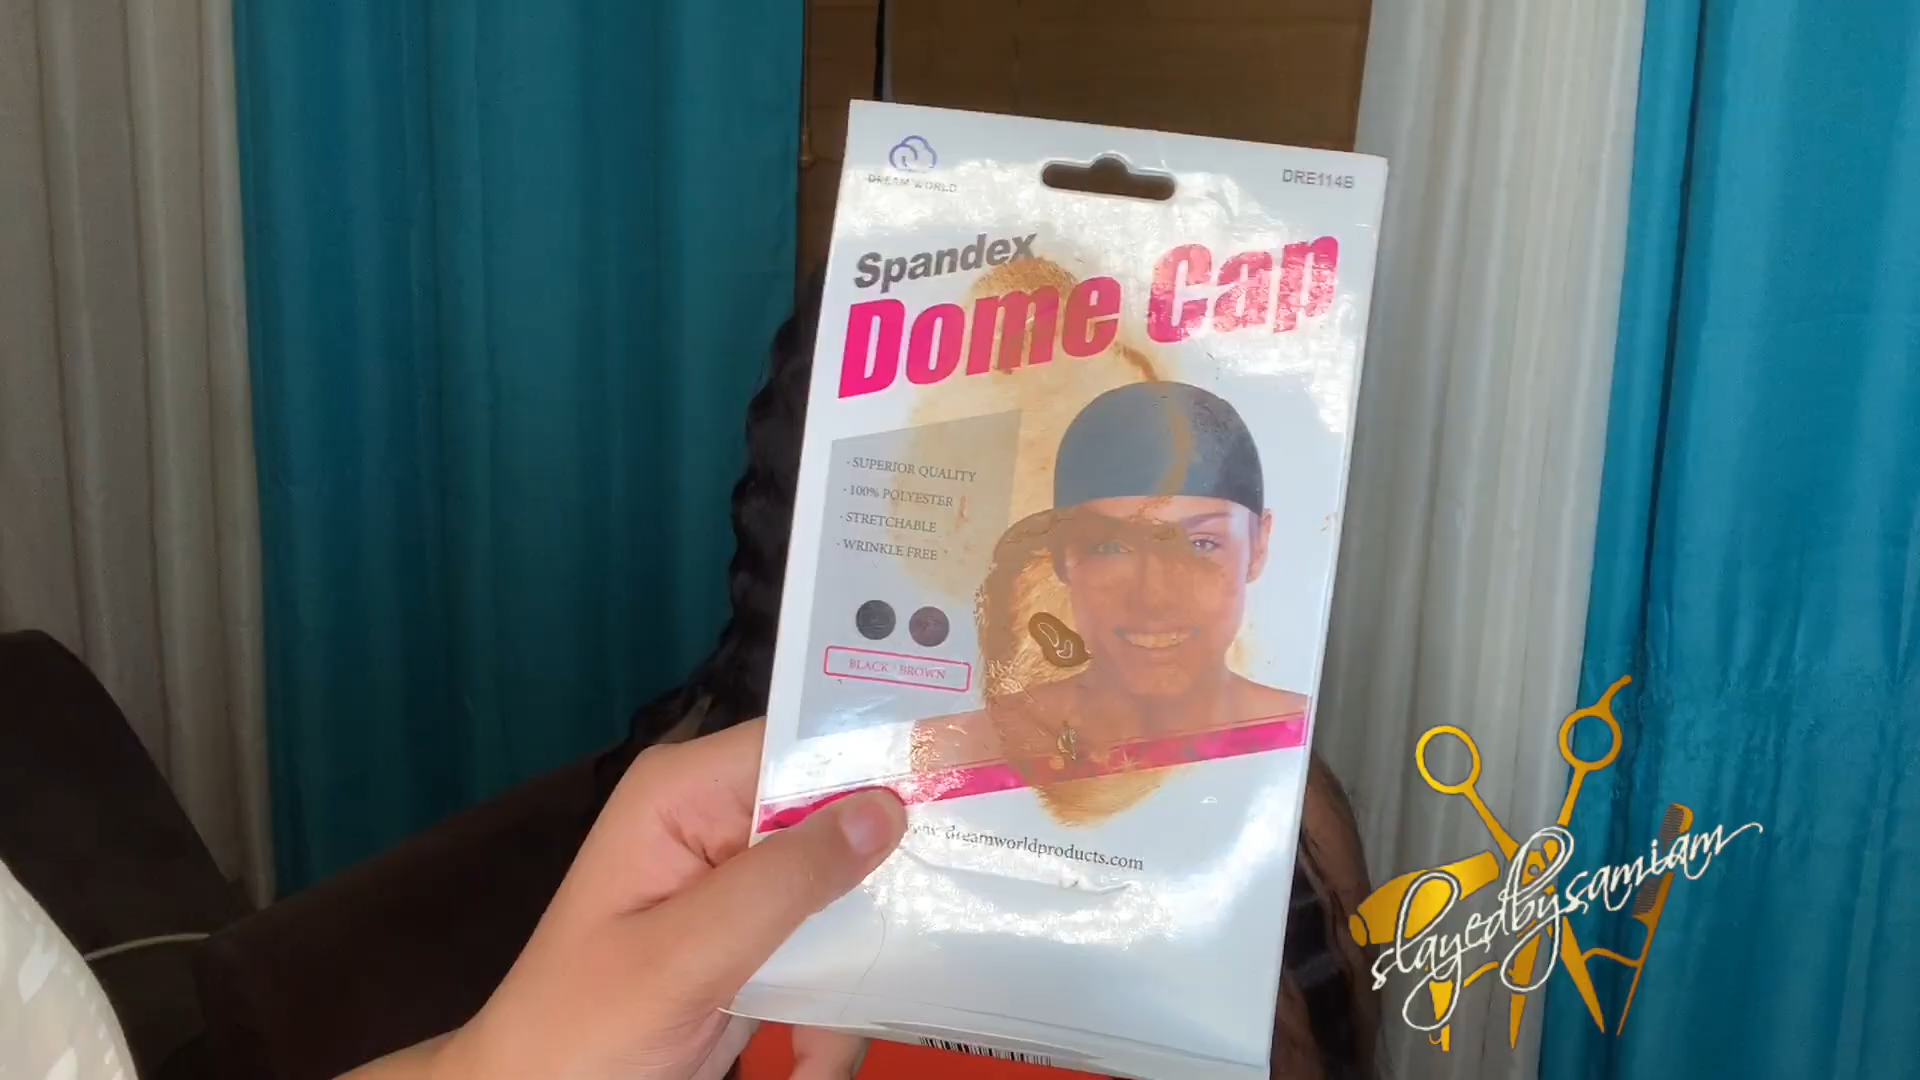 DREAM WORLD
DRE114B
Spandex
Dome Cap
- SUPERIOR QUALITY
- 100% POLYESTER
- STRETCHABLE
- WRINKLE FREE
BLACK BROWN
dreamworldproducts.com
slayedbysamiam